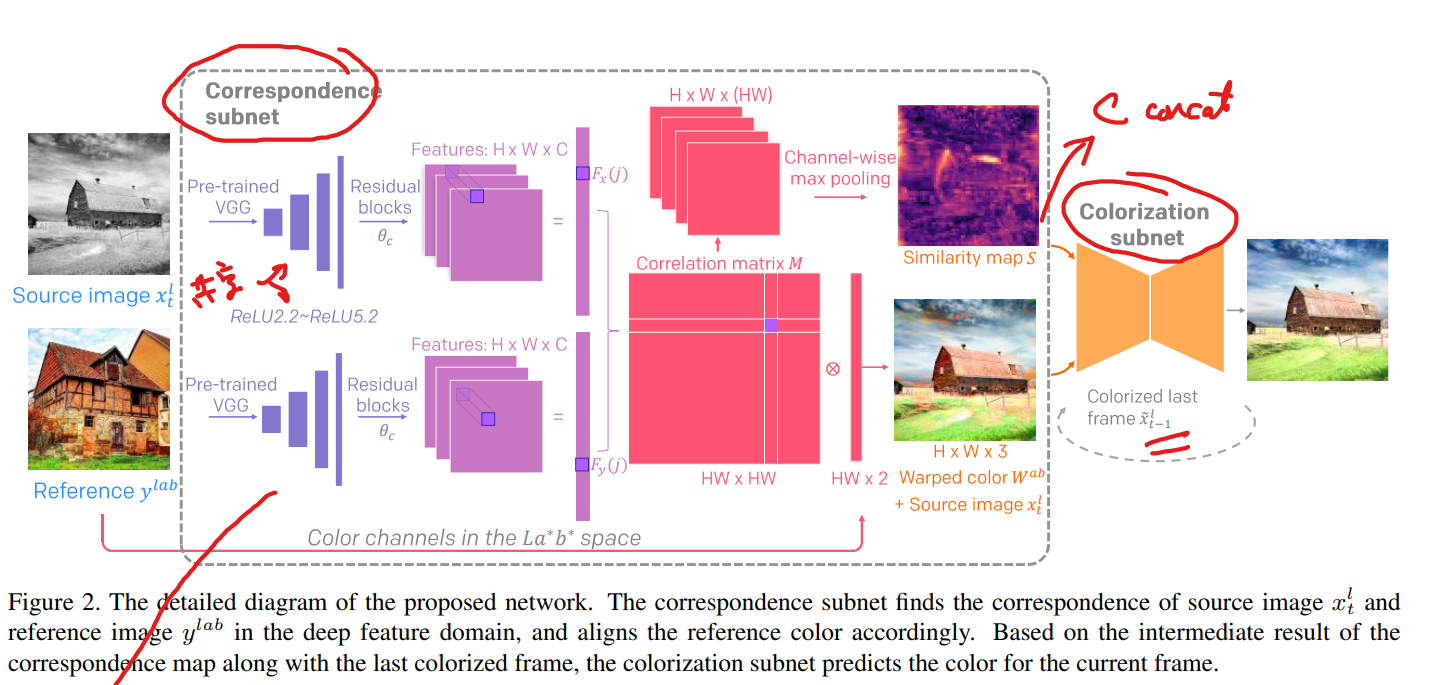 Correspondence
subnet
H x W x (HW)
C concat
Features: H x W x C
Channel-wise
max pooling
Pre-trained
VGG
Residual
blocks
θc
Fx(j)
=
Colorization
subnet
Correlation matrix M
Similarity map S
Source image x_t^l
ReLU2.2~ReLU5.2
Features: H x W x C
Pre-trained
VGG
Residual
blocks
θc
=
Fy(j)
⊗
Colorized last
frame x̃_{t-1}^l
H x W x 3
HW x HW
HW x 2
Warped color W^{ab}
+ Source image x_t^l
Reference y^{lab}
Color channels in the La*b* space
Figure 2. The detailed diagram of the proposed network. The correspondence subnet finds the correspondence of source image x_t^l and
reference image y^{lab} in the deep feature domain, and aligns the reference color accordingly. Based on the intermediate result of the
correspondence map along with the last colorized frame, the colorization subnet predicts the color for the current frame.